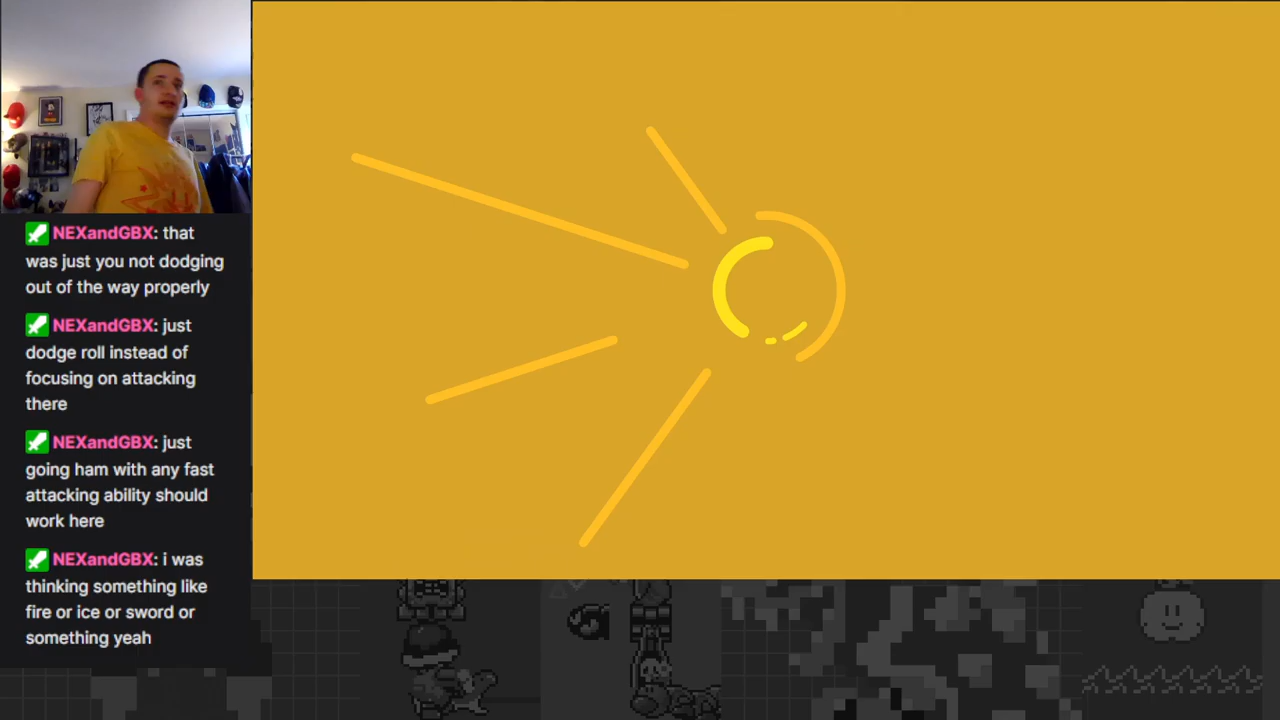 NEXandGBX: that
was just you not dodging
out of the way properly
NEXandGBX: just
dodge roll instead of
focusing on attacking
there
NEXandGBX: just
going ham with any fast
attacking ability should
work here
NEXandGBX: i was
thinking something like
fire or ice or sword or
something yeah